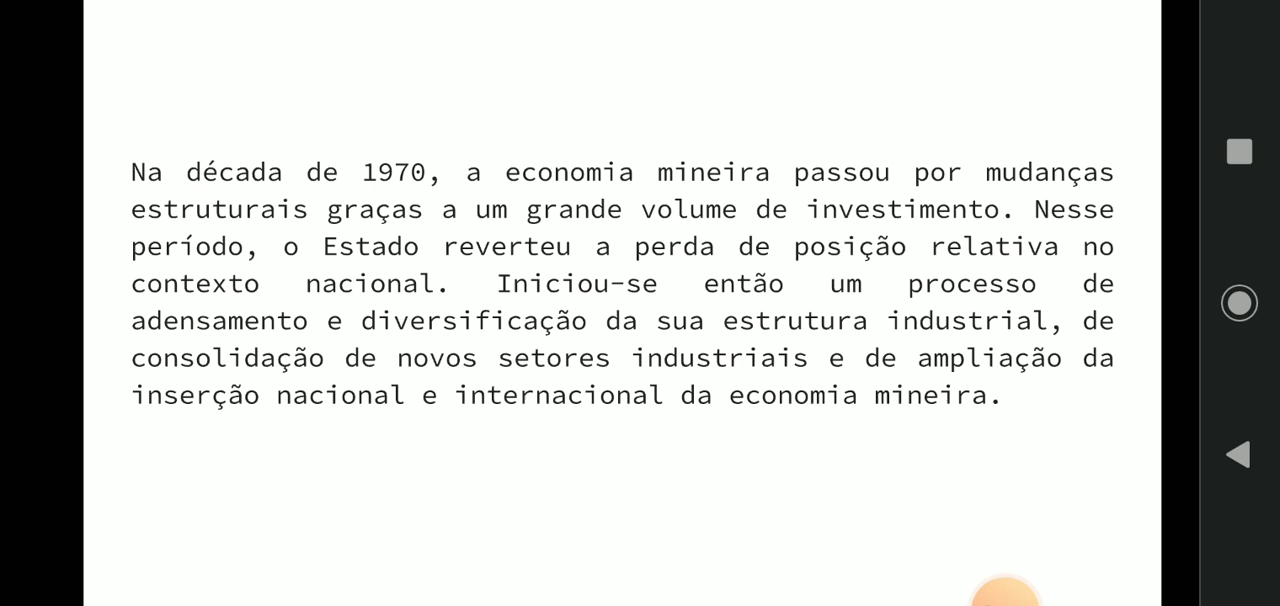 Na década de 1970, a economia mineira passou por mudanças
estruturais graças a um grande volume de investimento. Nesse
período, o Estado reverteu a perda de posição relativa no
contexto nacional. Iniciou-se então um processo de
adensamento e diversificação da sua estrutura industrial, de
consolidação de novos setores industriais e de ampliação da
inserção nacional e internacional da economia mineira.